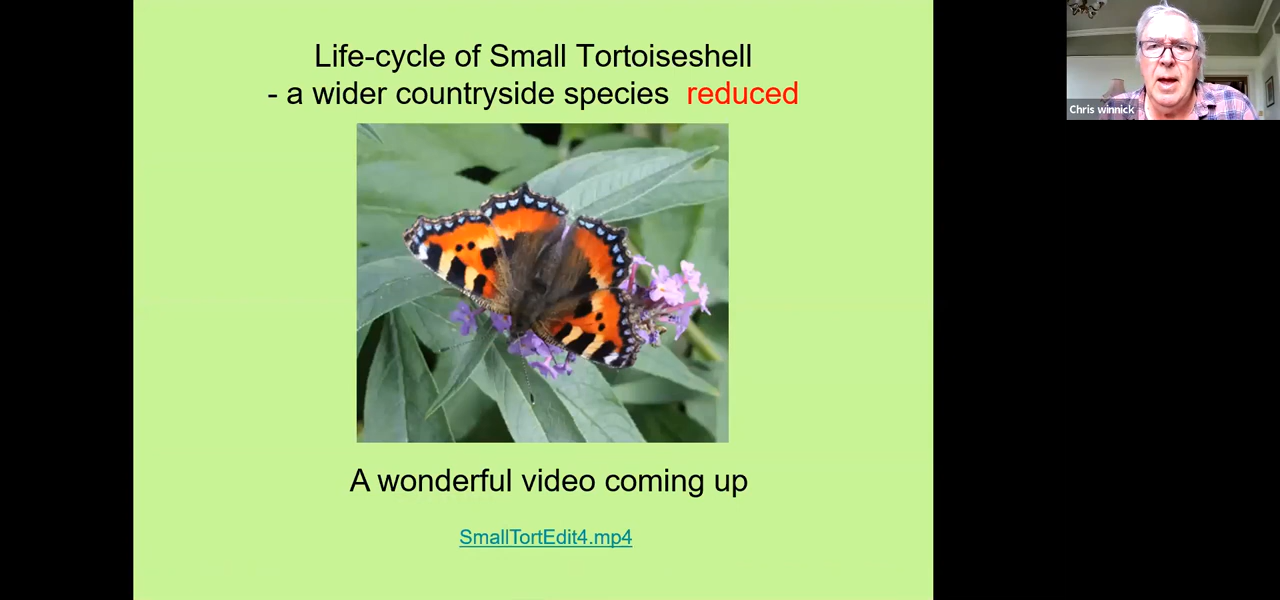 Life-cycle of Small Tortoiseshell
- a wider countryside species reduced
Chris winnick
A wonderful video coming up
SmallTortEdit4.mp4